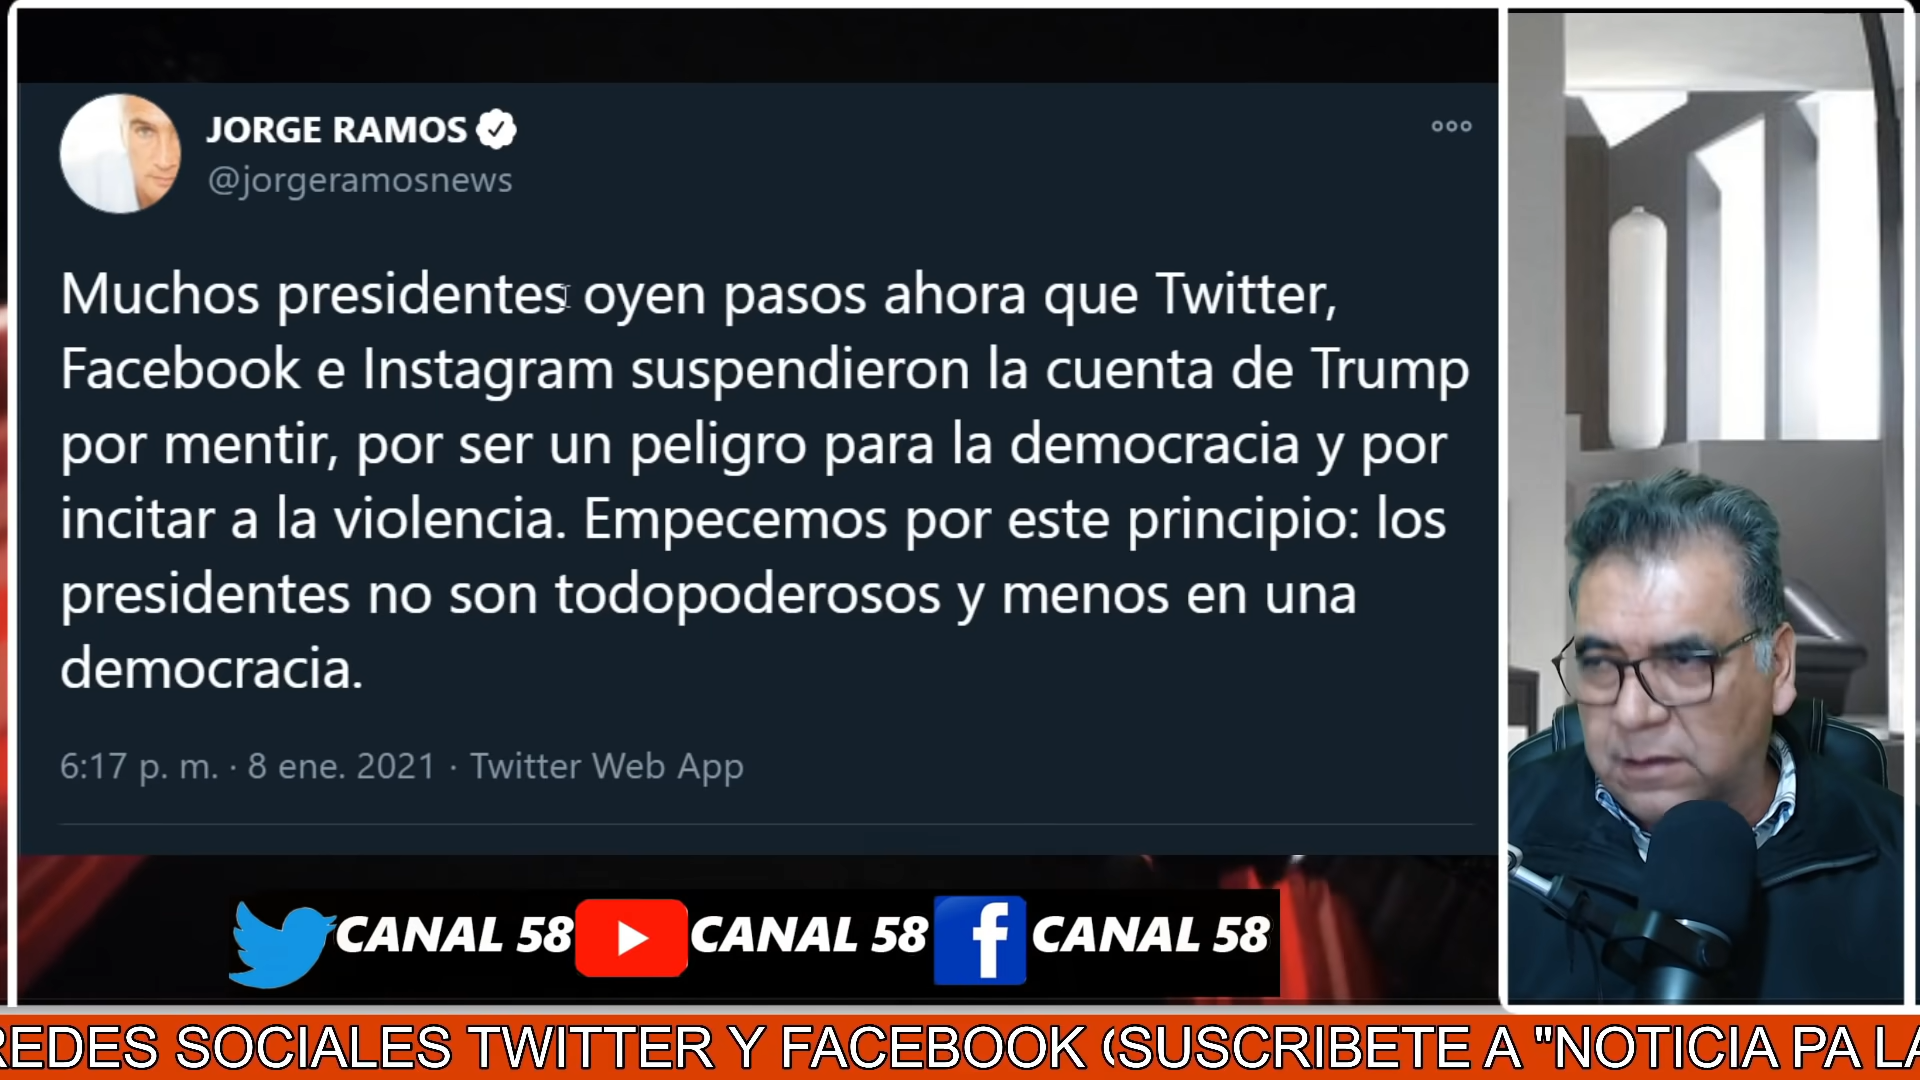 JORGE RAMOS
@jorgeramosnews
Muchos presidentes oyen pasos ahora que Twitter,
Facebook e Instagram suspendieron la cuenta de Trump
por mentir, por ser un peligro para la democracia y por
incitar a la violencia. Empecemos por este principio: los
presidentes no son todopoderosos y menos en una
democracia.
6:17 p. m. · 8 ene. 2021 · Twitter Web App
CANAL 58 CANAL 58 CANAL 58
REDES SOCIALES TWITTER Y FACEBOOK (SUSCRIBETE A "NOTICIA PA LA